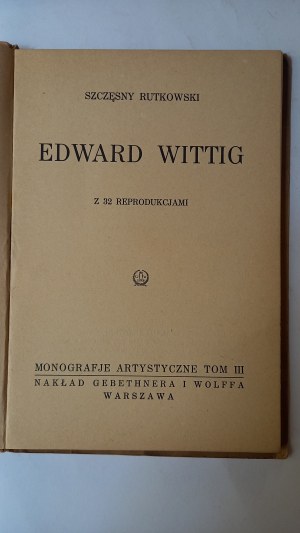 SZCZĘSNY RUTKOWSKI
EDWARD WITTIG
Z 32 REPRODUKCJAMI
MONOGRAFJE ARTYSTYCZNE TOM III
NAKŁAD GEBETHNERA I WOLFFA
WARSZAWA